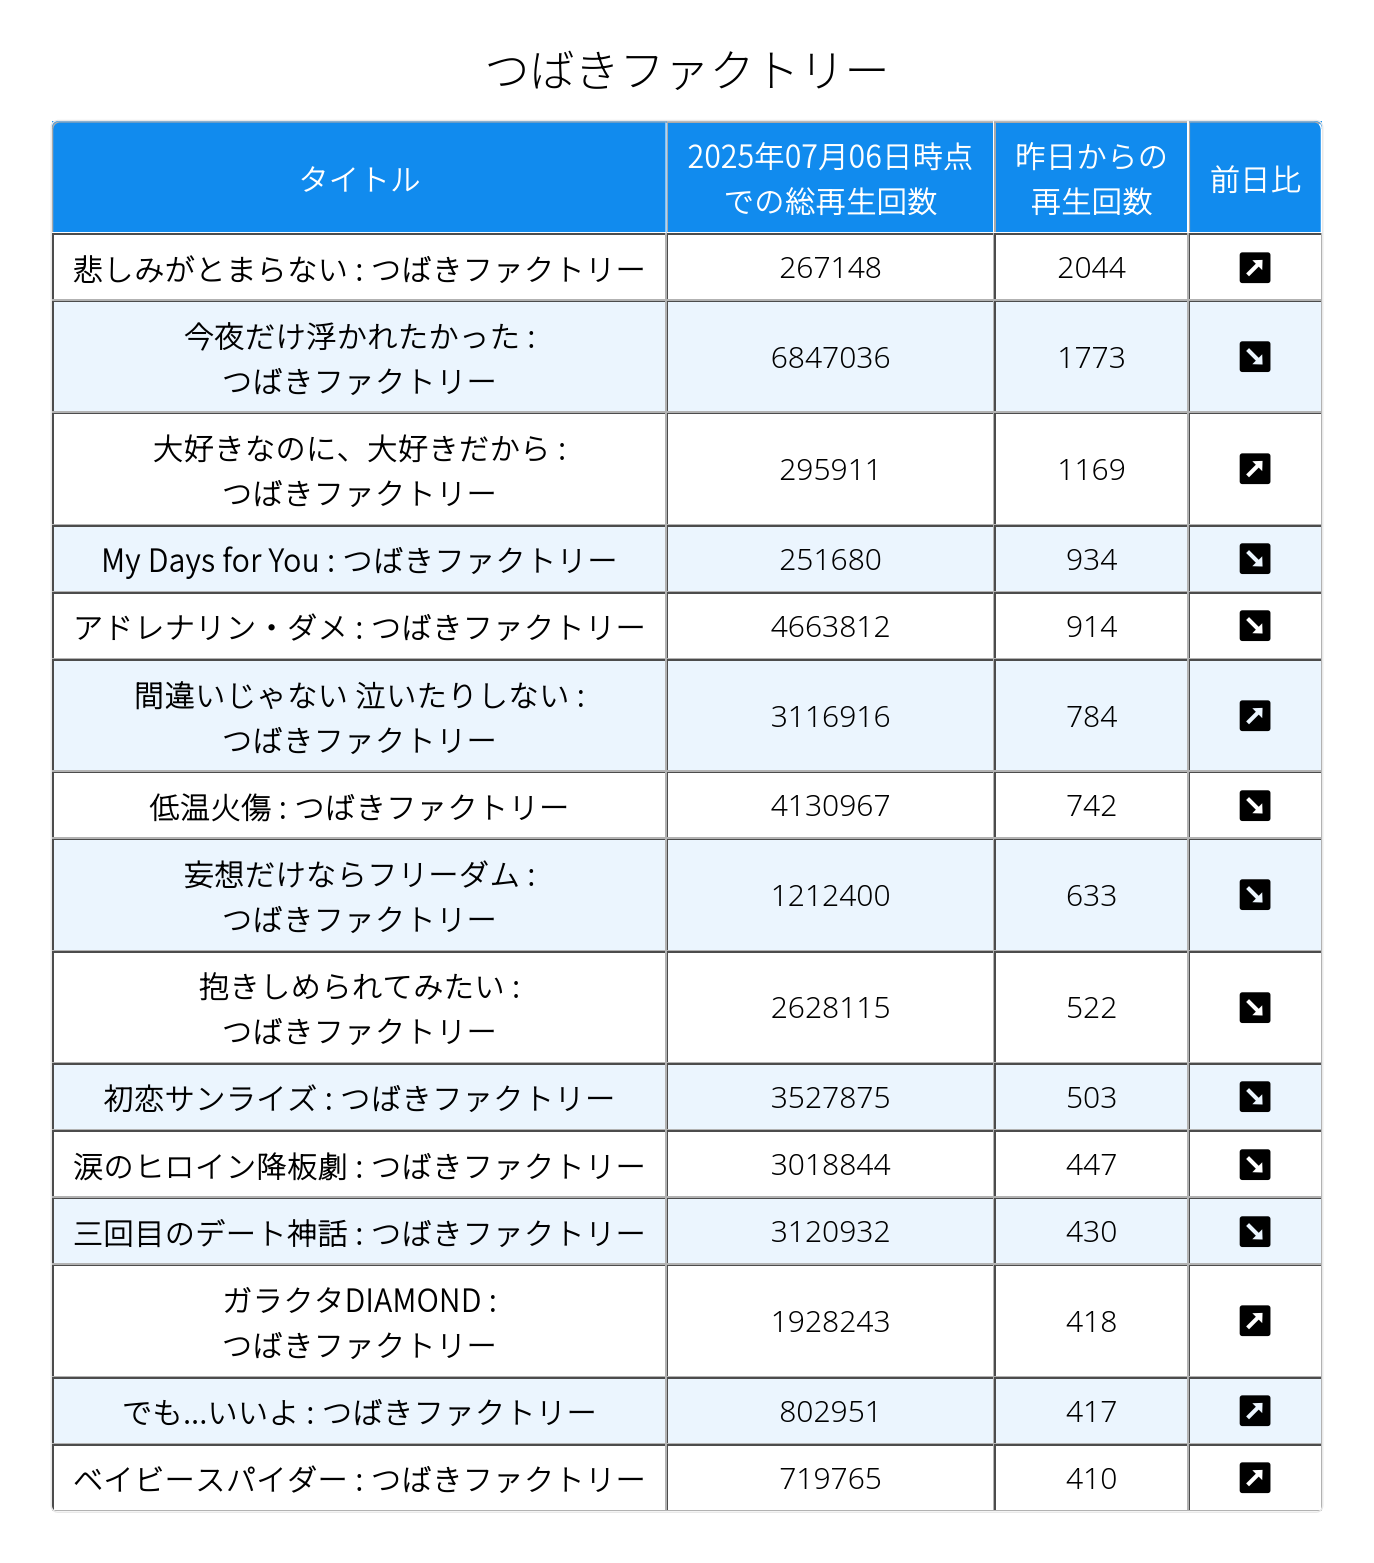 つばきファクトリー
タイトル
2025年07月06日時点
での総再生回数
昨日からの
再生回数
前日比
悲しみがとまらない : つばきファクトリー
267148
2044
今夜だけ浮かれたかった :
つばきファクトリー
6847036
1773
大好きなのに、大好きだから :
つばきファクトリー
295911
1169
My Days for You : つばきファクトリー
251680
934
アドレナリン・ダメ : つばきファクトリー
4663812
914
間違いじゃない 泣いたりしない :
つばきファクトリー
3116916
784
低温火傷 : つばきファクトリー
4130967
742
妄想だけならフリーダム :
つばきファクトリー
1212400
633
抱きしめられてみたい :
つばきファクトリー
2628115
522
初恋サンライズ : つばきファクトリー
3527875
503
涙のヒロイン降板劇 : つばきファクトリー
3018844
447
三回目のデート神話 : つばきファクトリー
3120932
430
ガラクタDIAMOND :
つばきファクトリー
1928243
418
でも...いいよ : つばきファクトリー
802951
417
ベイビースパイダー : つばきファクトリー
719765
410